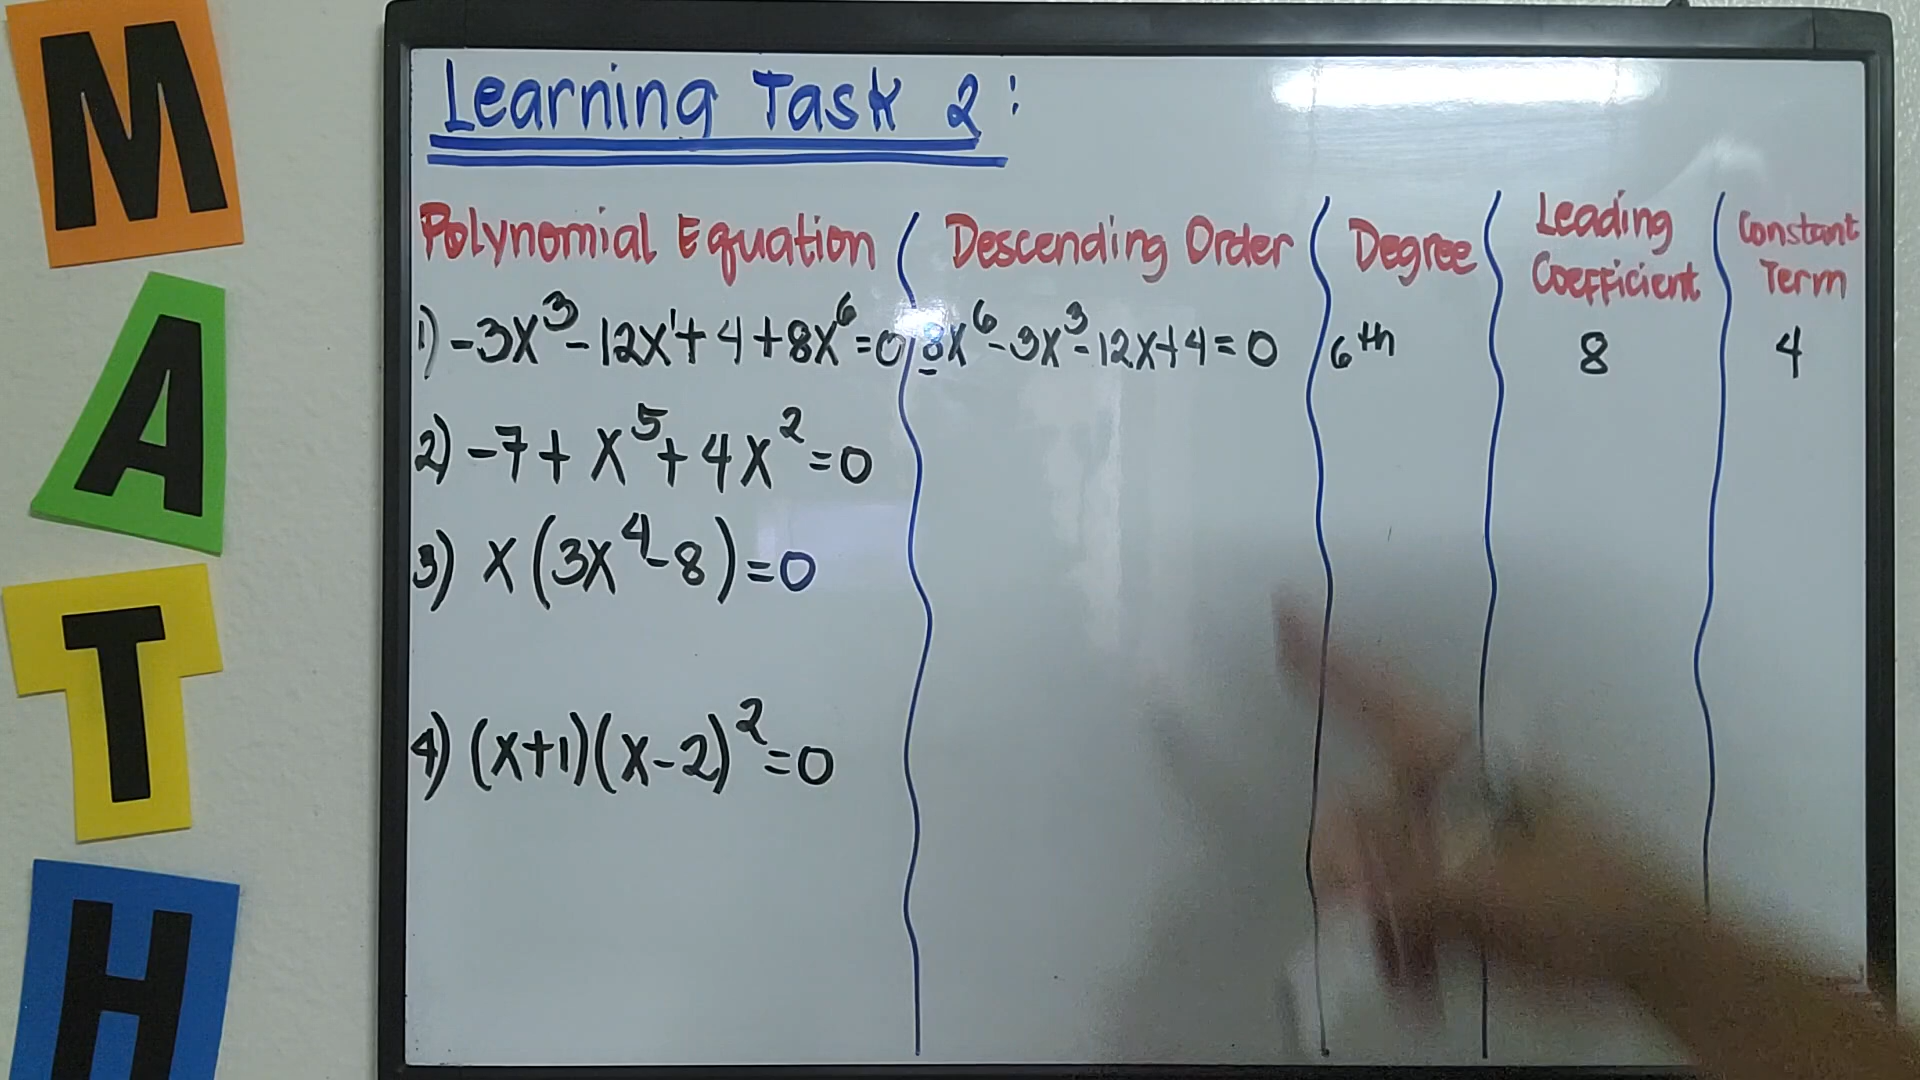 M
A
T
H
Learning Task 2:
Polynomial Equation Descending Order Degree Leading Coefficient Constant Term
1) -3x³-12x¹+4+8x⁶=0 8x⁶-3x³-12x+4=0 6th 8 4
2) -7+x⁵+4x²=0
3) x(3x⁴-8)=0
4) (x+1)(x-2)²=0